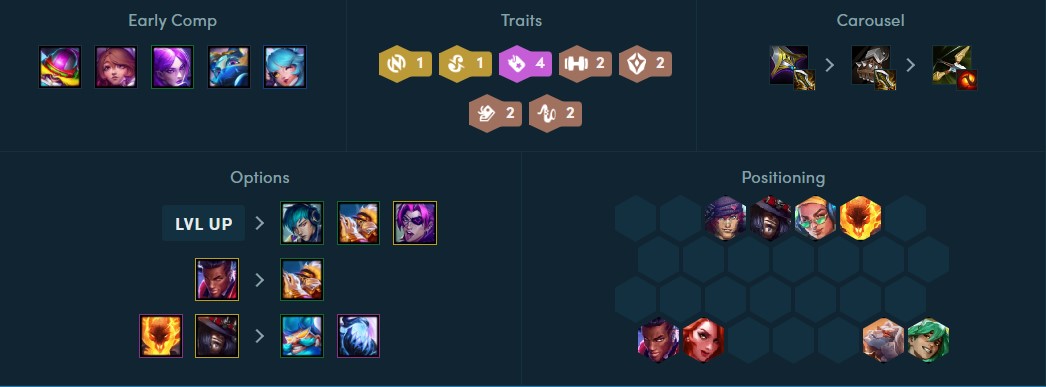 Early Comp
Traits
Carousel
1 1 4 2 2
2 2
Options
Positioning
LVL UP